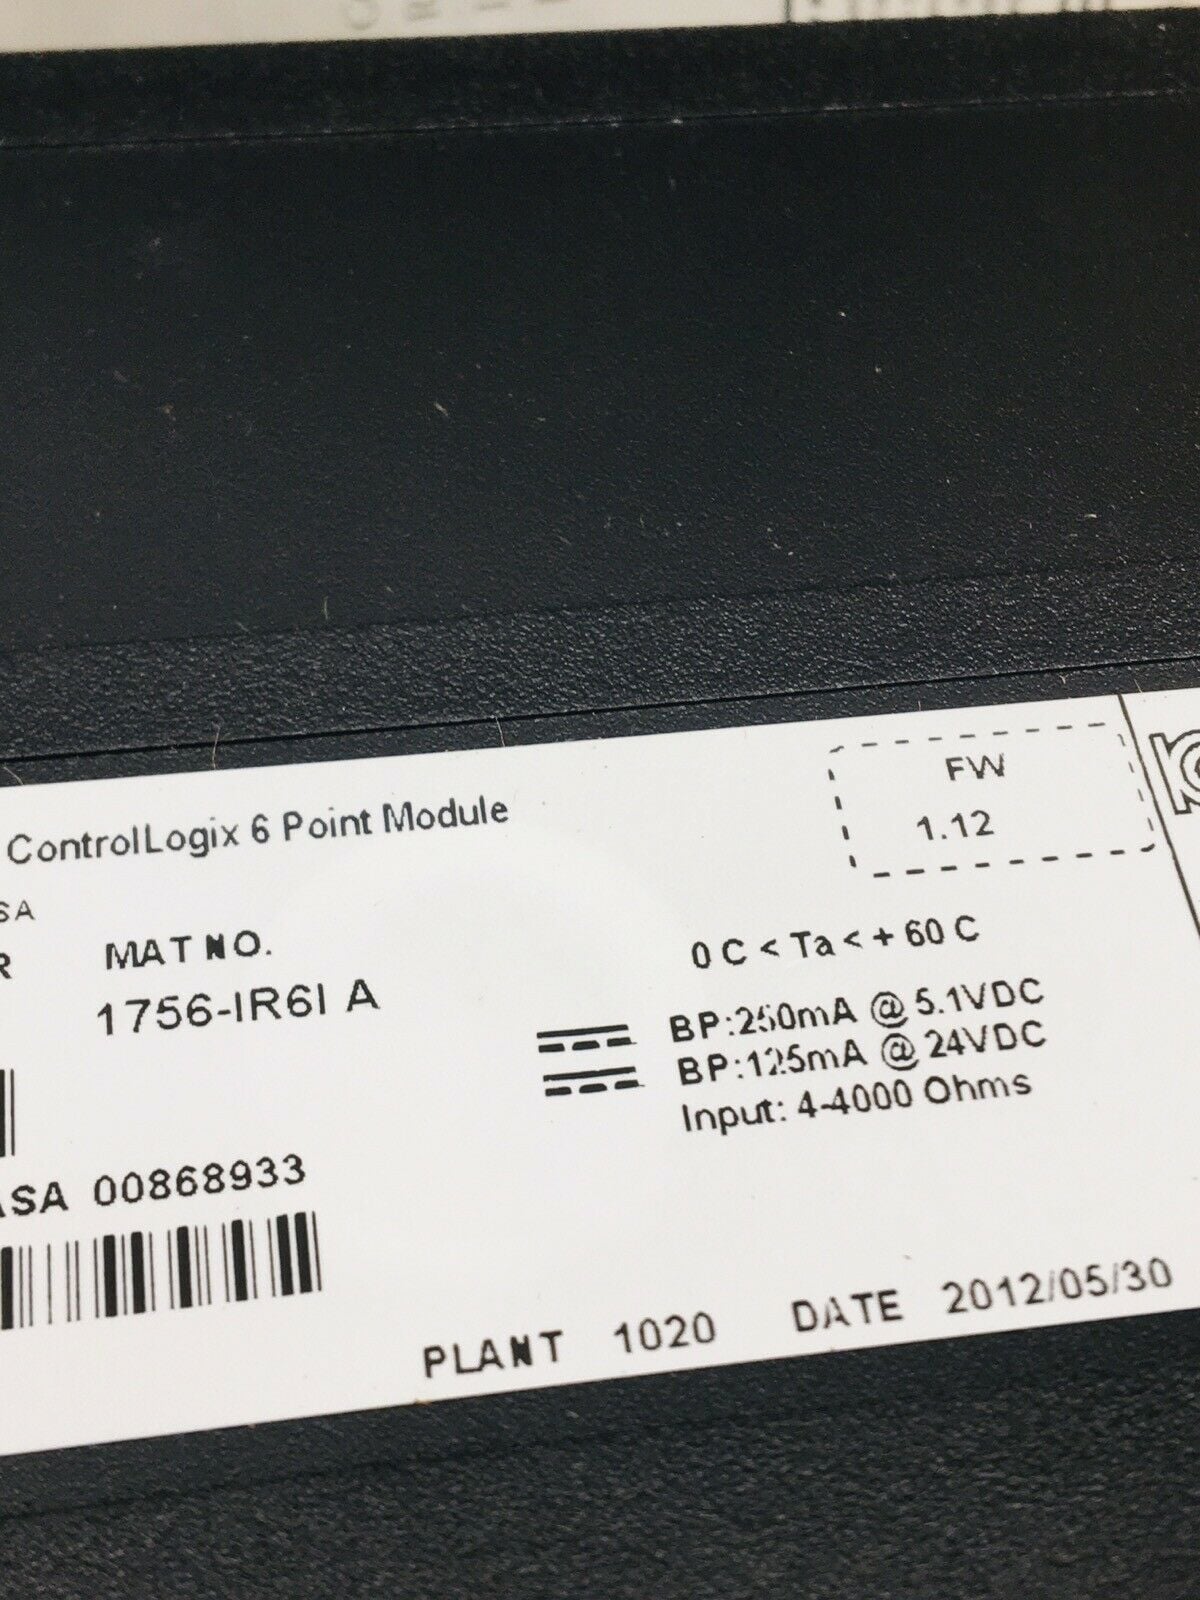 ControlLogix 6 Point Module
FW
1.12
SA
R MAT NO.
1756-IR6I A
0 C < Ta < + 60 C
BP:250mA @ 5.1VDC
BP:125mA @ 24VDC
Input: 4-4000 Ohms
ASA 00868933
PLANT 1020 DATE 2012/05/30